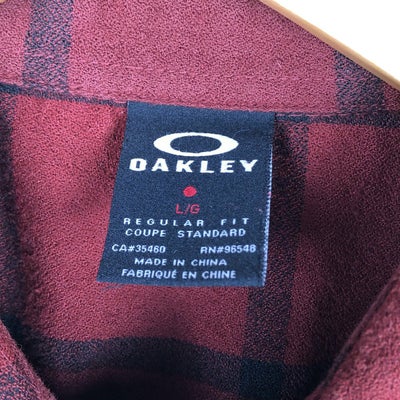 OAKLEY
L/G
REGULAR FIT
COUPE STANDARD
CA#35460 RN#96548
MADE IN CHINA
FABRIQUÉ EN CHINE